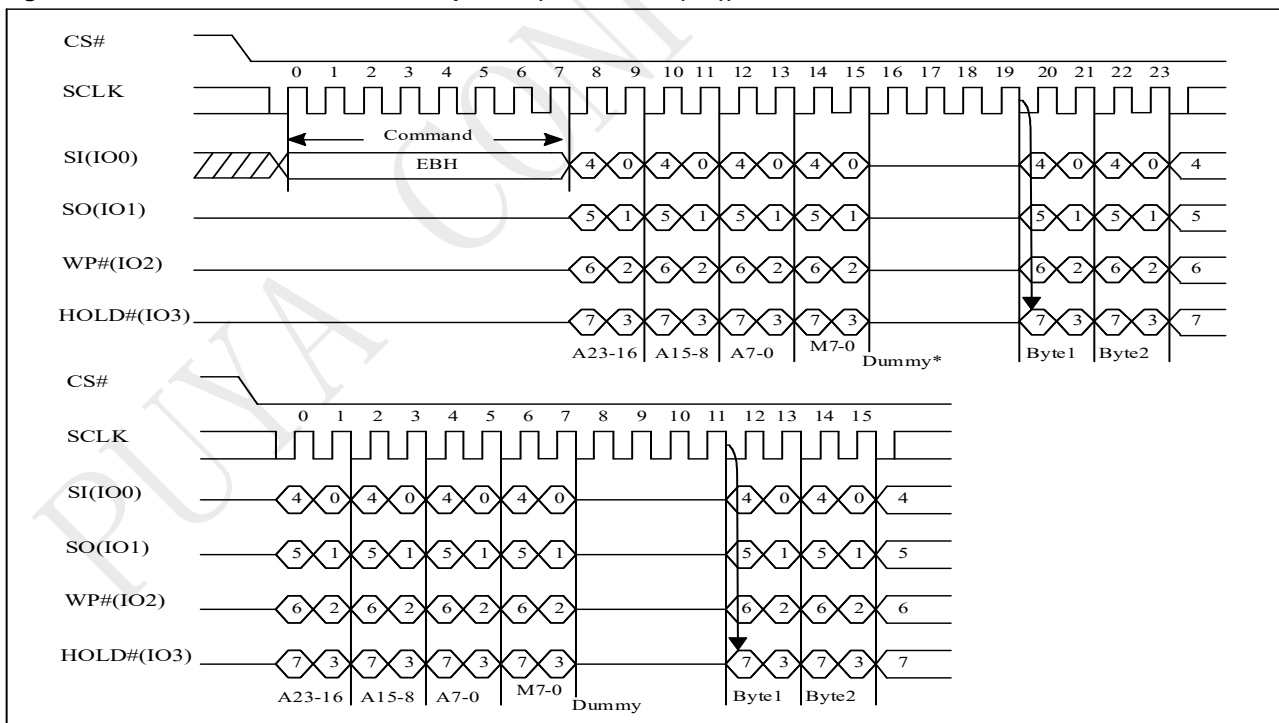 CS#
0 1 2 3 4 5 6 7 8 9 10 11 12 13 14 15 16 17 18 19 20 21 22 23
SCLK
Command
SI(IO0) EBH 4 0 4 0 4 0 4 0 4 0 4 0 4
SO(IO1) 5 1 5 1 5 1 5 1 5 1 5 1 5
WP#(IO2) 6 2 6 2 6 2 6 2 6 2 6 2 6
HOLD#(IO3) 7 3 7 3 7 3 7 3 7 3 7 3 7
A23-16 A15-8 A7-0 M7-0 Dummy* Byte1 Byte2
CS#
0 1 2 3 4 5 6 7 8 9 10 11 12 13 14 15
SCLK
SI(IO0) 4 0 4 0 4 0 4 0 4 0 4 0 4
SO(IO1) 5 1 5 1 5 1 5 1 5 1 5 1 5
WP#(IO2) 6 2 6 2 6 2 6 2 6 2 6 2 6
HOLD#(IO3) 7 3 7 3 7 3 7 3 7 3 7 3 7
A23-16 A15-8 A7-0 M7-0 Dummy Byte1 Byte2
PUYA